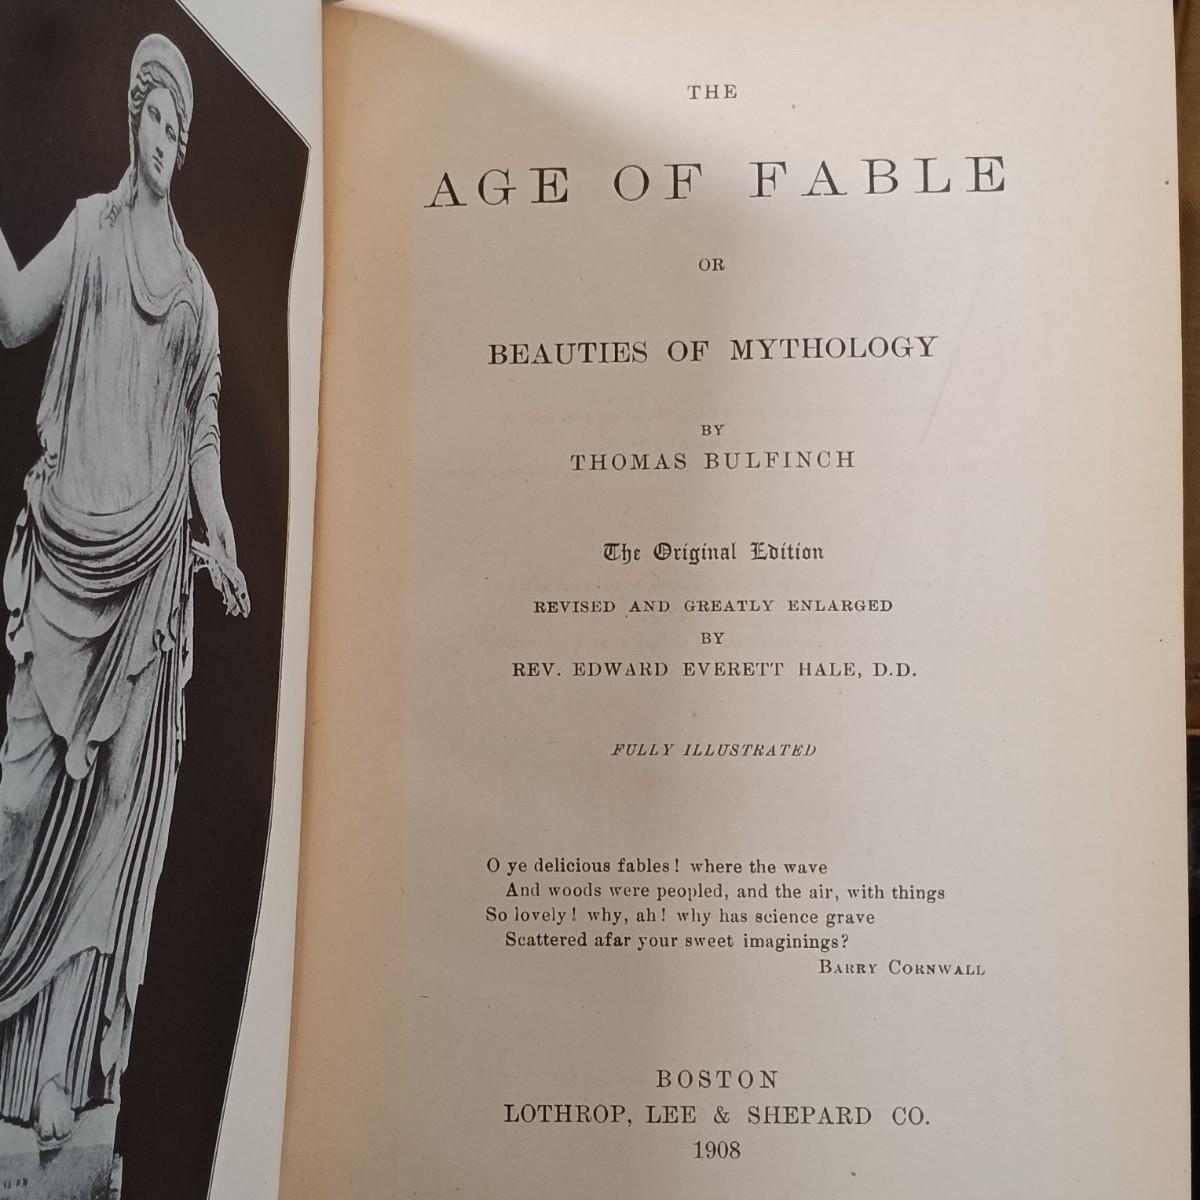 THE
AGE OF FABLE
OR
BEAUTIES OF MYTHOLOGY
BY
THOMAS BULFINCH
The Original Edition
REVISED AND GREATLY ENLARGED
BY
REV. EDWARD EVERETT HALE, D.D.
FULLY ILLUSTRATED
O ye delicious fables! where the wave
And woods were peopled, and the air, with things
So lovely! why, ah! why has science grave
Scattered afar your sweet imaginings?
BARRY CORNWALL
BOSTON
LOTHROP, LEE & SHEPARD CO.
1908